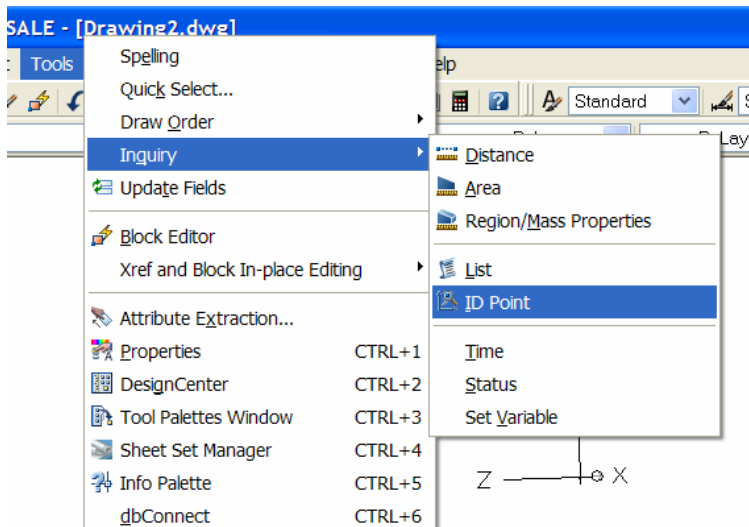 SALE - [Drawing2.dwg]
Tools
elp
Standard
Lay
Spelling
Quick Select...
Draw Order
Inquiry
Update Fields
Block Editor
Xref and Block In-place Editing
Attribute Extraction...
Properties CTRL+1
DesignCenter CTRL+2
Tool Palettes Window CTRL+3
Sheet Set Manager CTRL+4
Info Palette CTRL+5
dbConnect CTRL+6
Distance
Area
Region/Mass Properties
List
ID Point
Time
Status
Set Variable
Z X